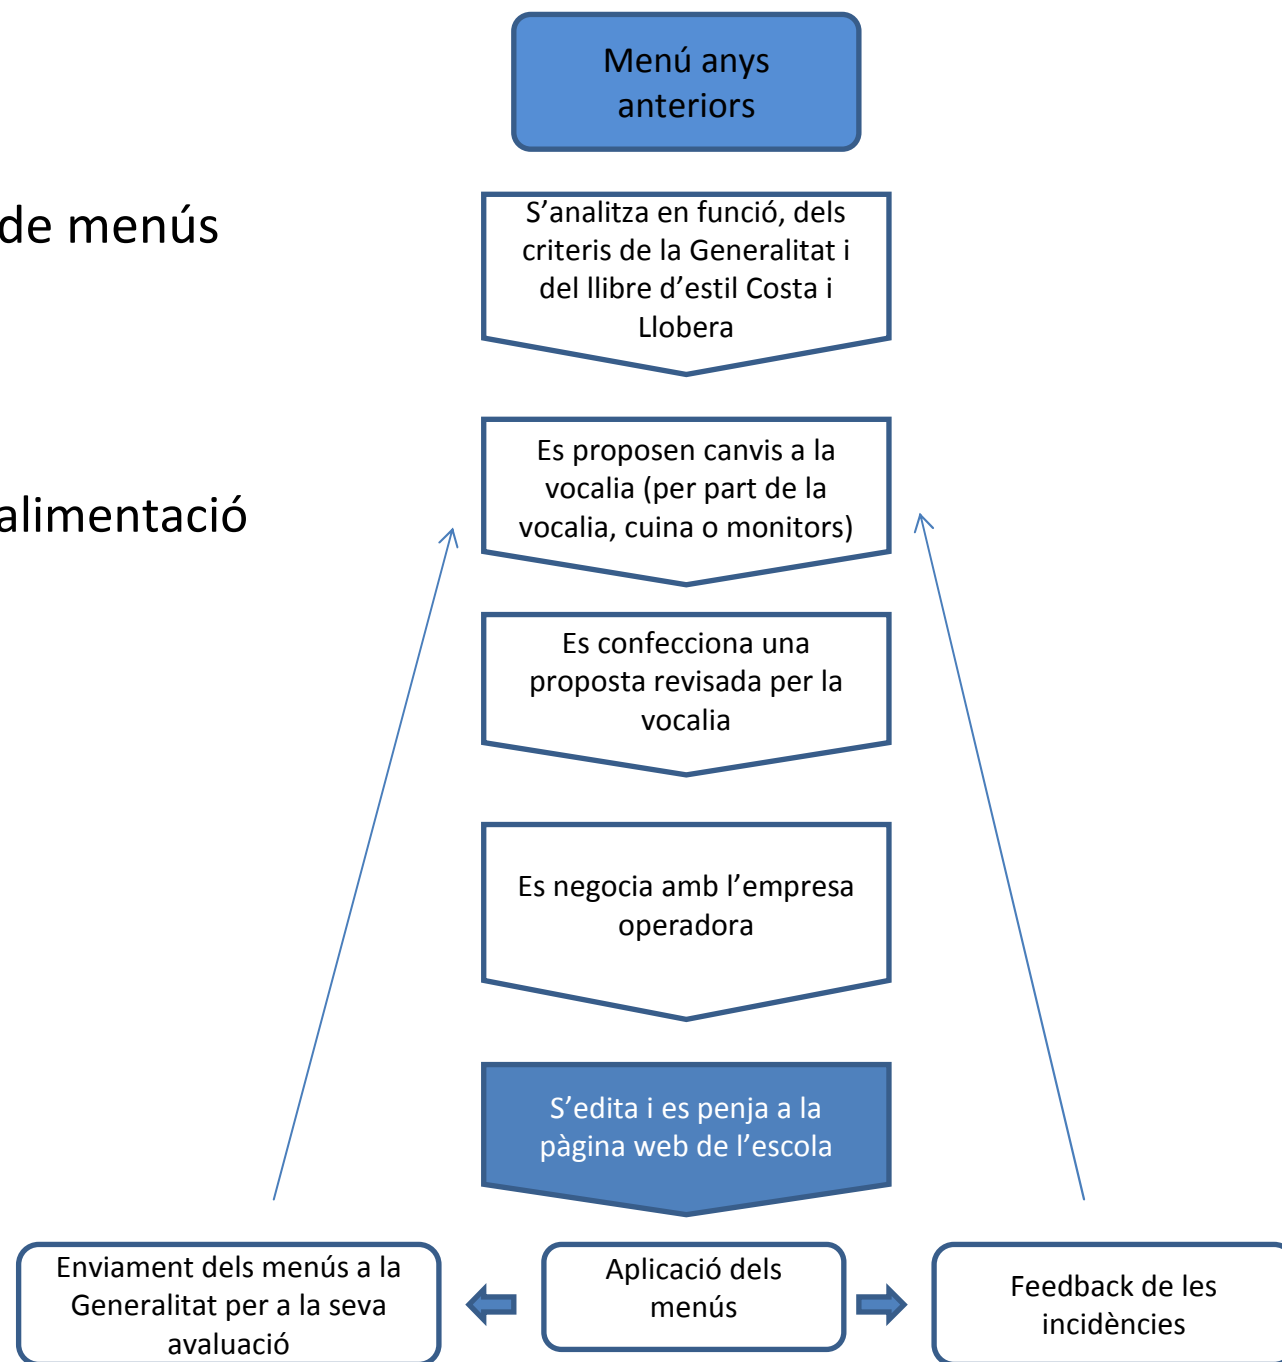 Menú anys
anteriors
de menús
S’analitza en funció, dels
criteris de la Generalitat i
del llibre d’estil Costa i
Llobera
Es proposen canvis a la
vocalia (per part de la
vocalia, cuina o monitors)
alimentació
Es confecciona una
proposta revisada per la
vocalia
Es negocia amb l’empresa
operadora
S’edita i es penja a la
pàgina web de l’escola
Enviament dels menús a la
Generalitat per a la seva
avaluació
Aplicació dels
menús
Feedback de les
incidències